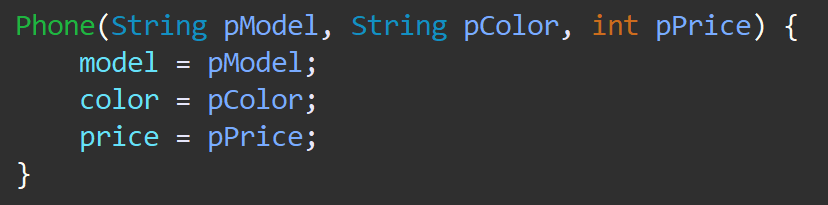 Phone(String pModel, String pColor, int pPrice) {
    model = pModel;
    color = pColor;
    price = pPrice;
}